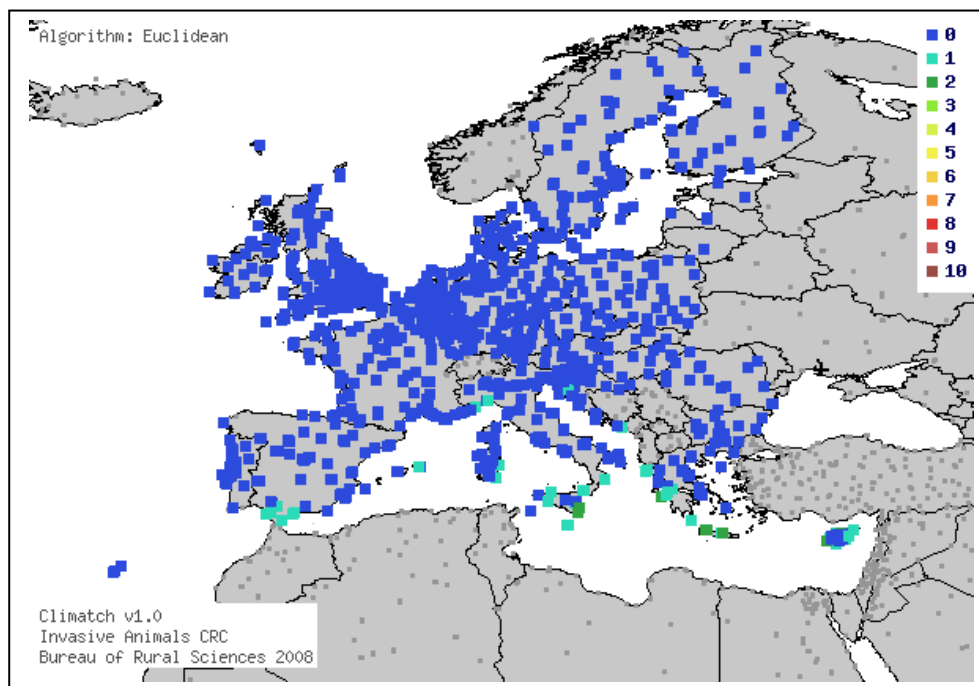 Algorithm: Euclidean
0
1
2
3
4
5
6
7
8
9
10
Climatch v1.0
Invasive Animals CRC
Bureau of Rural Sciences 2008